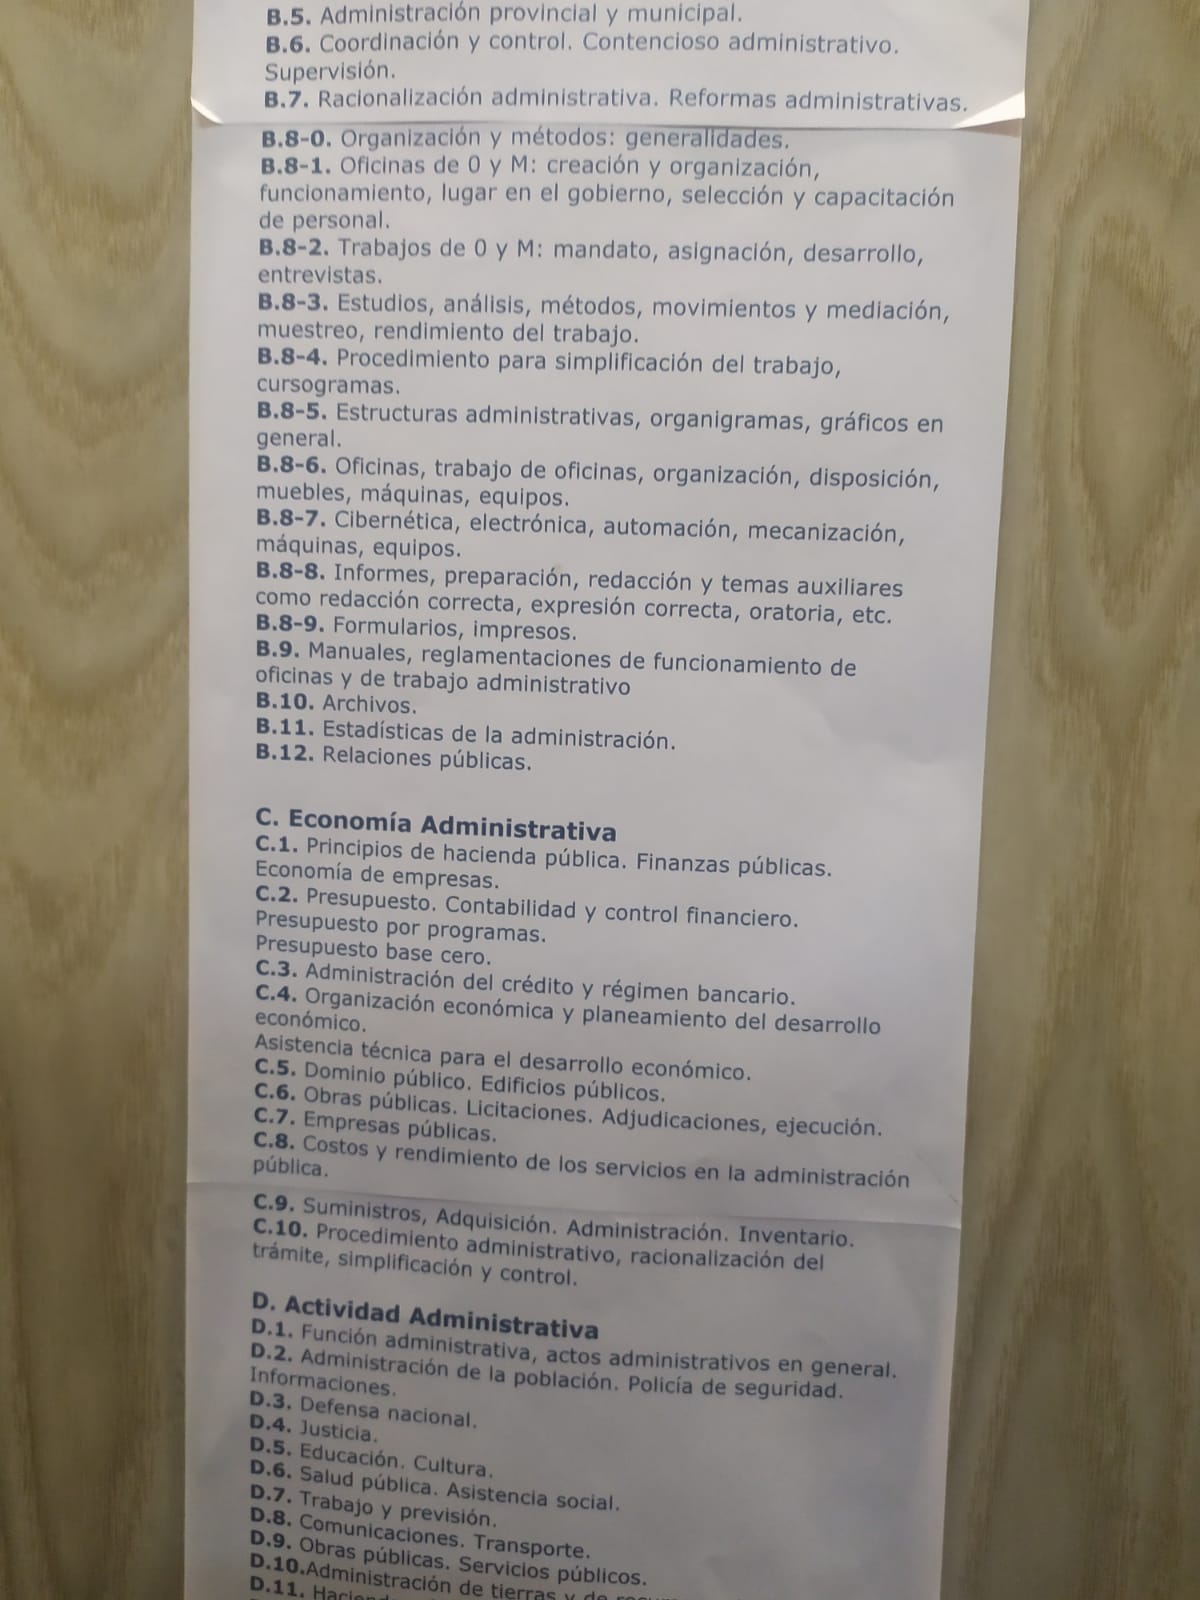 B.5. Administración provincial y municipal.
B.6. Coordinación y control. Contencioso administrativo.
Supervisión.
B.7. Racionalización administrativa. Reformas administrativas.
B.8-0. Organización y métodos: generalidades.
B.8-1. Oficinas de 0 y M: creación y organización,
funcionamiento, lugar en el gobierno, selección y capacitación
de personal.
B.8-2. Trabajos de 0 y M: mandato, asignación, desarrollo,
entrevistas.
B.8-3. Estudios, análisis, métodos, movimientos y mediación,
muestreo, rendimiento del trabajo.
B.8-4. Procedimiento para simplificación del trabajo,
cursogramas.
B.8-5. Estructuras administrativas, organigramas, gráficos en
general.
B.8-6. Oficinas, trabajo de oficinas, organización, disposición,
muebles, máquinas, equipos.
B.8-7. Cibernética, electrónica, automación, mecanización,
máquinas, equipos.
B.8-8. Informes, preparación, redacción y temas auxiliares
como redacción correcta, expresión correcta, oratoria, etc.
B.8-9. Formularios, impresos.
B.9. Manuales, reglamentaciones de funcionamiento de
oficinas y de trabajo administrativo
B.10. Archivos.
B.11. Estadísticas de la administración.
B.12. Relaciones públicas.
C. Economía Administrativa
C.1. Principios de hacienda pública. Finanzas públicas.
Economía de empresas.
C.2. Presupuesto. Contabilidad y control financiero.
Presupuesto por programas.
Presupuesto base cero.
C.3. Administración del crédito y régimen bancario.
C.4. Organización económica y planeamiento del desarrollo
económico.
Asistencia técnica para el desarrollo económico.
C.5. Dominio público. Edificios públicos.
C.6. Obras públicas. Licitaciones. Adjudicaciones, ejecución.
C.7. Empresas públicas.
C.8. Costos y rendimiento de los servicios en la administración
pública.
C.9. Suministros, Adquisición. Administración. Inventario.
C.10. Procedimiento administrativo, racionalización del
trámite, simplificación y control.
D. Actividad Administrativa
D.1. Función administrativa, actos administrativos en general.
D.2. Administración de la población. Policía de seguridad.
Informaciones.
D.3. Defensa nacional.
D.4. Justicia.
D.5. Educación. Cultura.
D.6. Salud pública. Asistencia social.
D.7. Trabajo y previsión.
D.8. Comunicaciones. Transporte.
D.9. Obras públicas. Servicios públicos.
D.10.Administración de tierras y de
D.11.